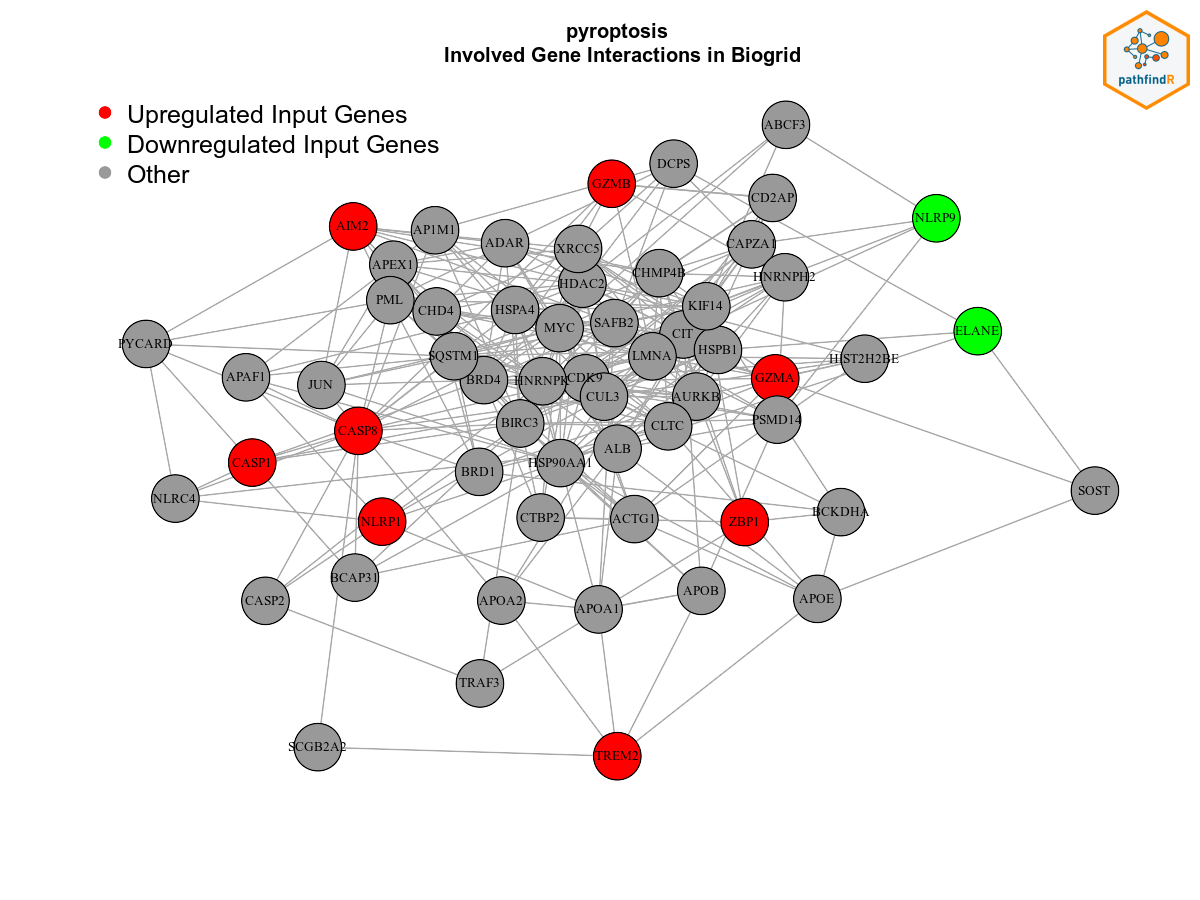 pyroptosis
Involved Gene Interactions in Biogrid
pathfindR
Upregulated Input Genes
Downregulated Input Genes
Other
ABCF3
DCPS
GZMB
CD2AP
NLRP9
AIM2
AP1M1
ADAR
XRCC5
CAPZA1
APEX1
CHMP4B
HNRNPH2
HDAC2
PML
CHD4
HSPA4
KIF14
MYC
SAFB2
CIT
ELANE
PYCARD
SQSTM1
LMNA
HSPB1
HIST2H2BE
APAF1
JUN
BRD4
HNRNPK
CDK9
GZMA
CUL3
AURKB
CASP8
BIRC3
CLTC
PSMD14
CASP1
BRD1
HSP90AA1
ALB
NLRC4
SOST
NLRP1
CTBP2
ACTG1
ZBP1
BCKDHA
BCAP31
CASP2
APOA2
APOA1
APOB
APOE
TRAF3
SCGB2A2
TREM2